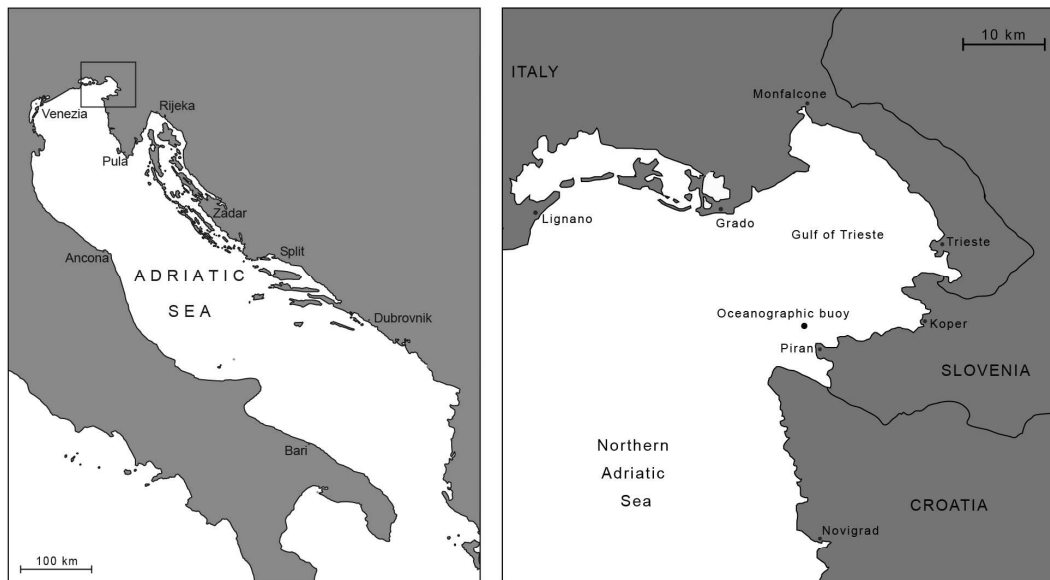 Venezia
Rijeka
Pula
Zadar
Ancona
Split
ADRIATIC
SEA
Dubrovnik
Bari
100 km
10 km
ITALY
Monfalcone
Lignano
Grado
Gulf of Trieste
Trieste
Oceanographic buoy
Koper
Piran
SLOVENIA
Northern
Adriatic
Sea
CROATIA
Novigrad